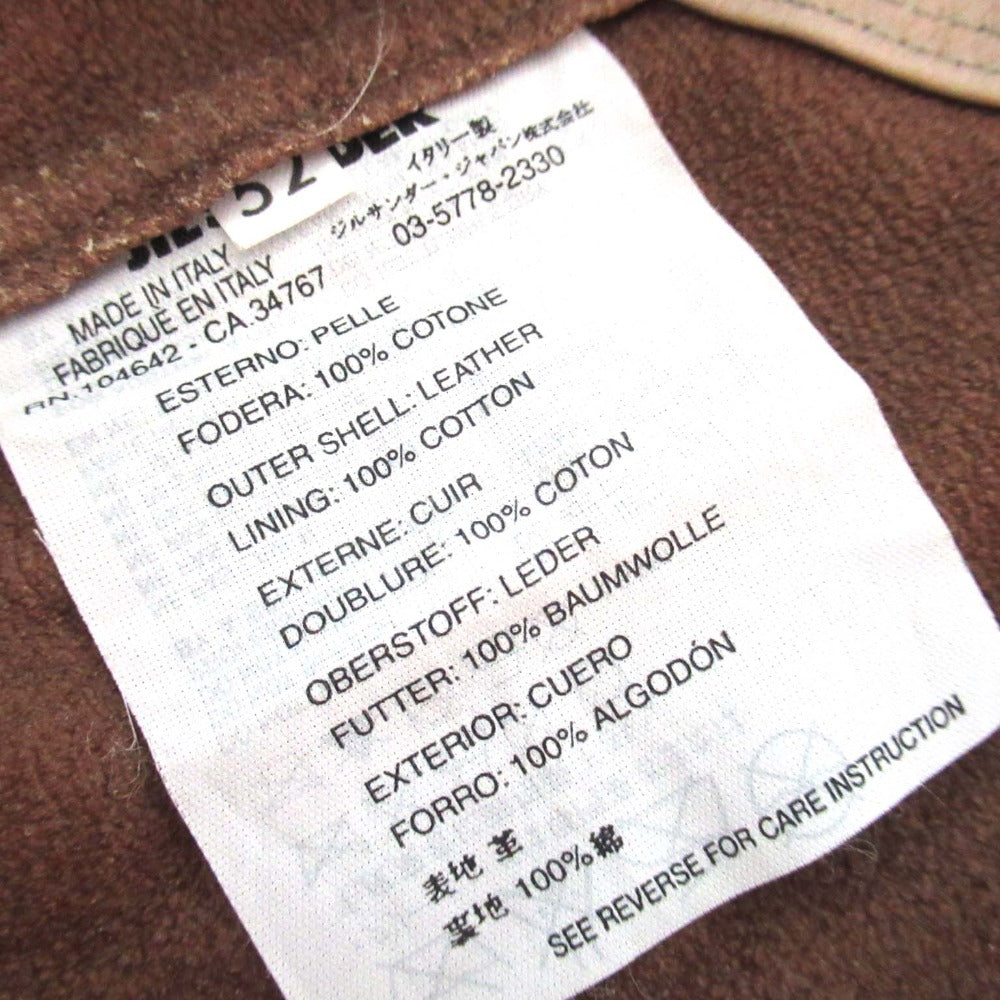 52
イタリー製
ジルサンダー・ジャパン株式会社
03-5778-2330
MADE IN ITALY
FABRIQUÉ EN ITALY
RN:104642 - CA.34767
ESTERNO: PELLE
FODERA: 100% COTONE
OUTER SHELL: LEATHER
LINING: 100% COTTON
EXTERNE: CUIR
DOUBLURE: 100% COTON
OBERSTOFF: LEDER
FUTTER: 100% BAUMWOLLE
EXTERIOR: CUERO
FORRO: 100% ALGODÓN
表地 革
裏地 100%綿
SEE REVERSE FOR CARE INSTRUCTION